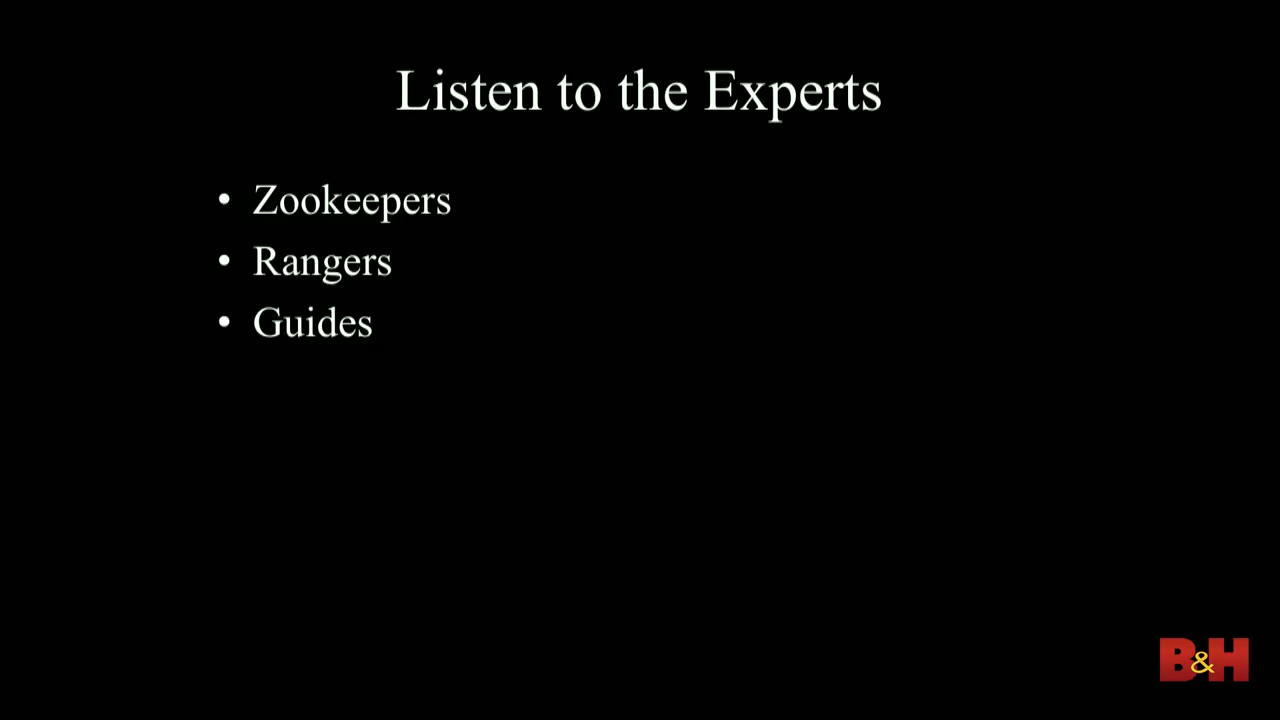 Listen to the Experts
• Zookeepers
• Rangers
• Guides
B&H